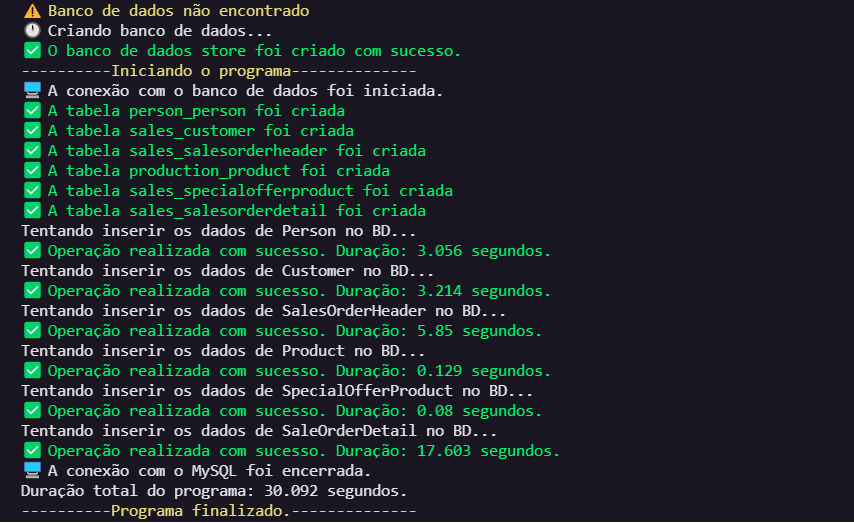 ⚠️ Banco de dados não encontrado
🕐 Criando banco de dados...
✅ O banco de dados store foi criado com sucesso.
----------Iniciando o programa--------------
🖥️ A conexão com o banco de dados foi iniciada.
✅ A tabela person_person foi criada
✅ A tabela sales_customer foi criada
✅ A tabela sales_salesorderheader foi criada
✅ A tabela production_product foi criada
✅ A tabela sales_specialofferproduct foi criada
✅ A tabela sales_salesorderdetail foi criada
Tentando inserir os dados de Person no BD...
✅ Operação realizada com sucesso. Duração: 3.056 segundos.
Tentando inserir os dados de Customer no BD...
✅ Operação realizada com sucesso. Duração: 3.214 segundos.
Tentando inserir os dados de SalesOrderHeader no BD...
✅ Operação realizada com sucesso. Duração: 5.85 segundos.
Tentando inserir os dados de Product no BD...
✅ Operação realizada com sucesso. Duração: 0.129 segundos.
Tentando inserir os dados de SpecialOfferProduct no BD...
✅ Operação realizada com sucesso. Duração: 0.08 segundos.
Tentando inserir os dados de SaleOrderDetail no BD...
✅ Operação realizada com sucesso. Duração: 17.603 segundos.
🖥️ A conexão com o MySQL foi encerrada.
Duração total do programa: 30.092 segundos.
----------Programa finalizado.--------------